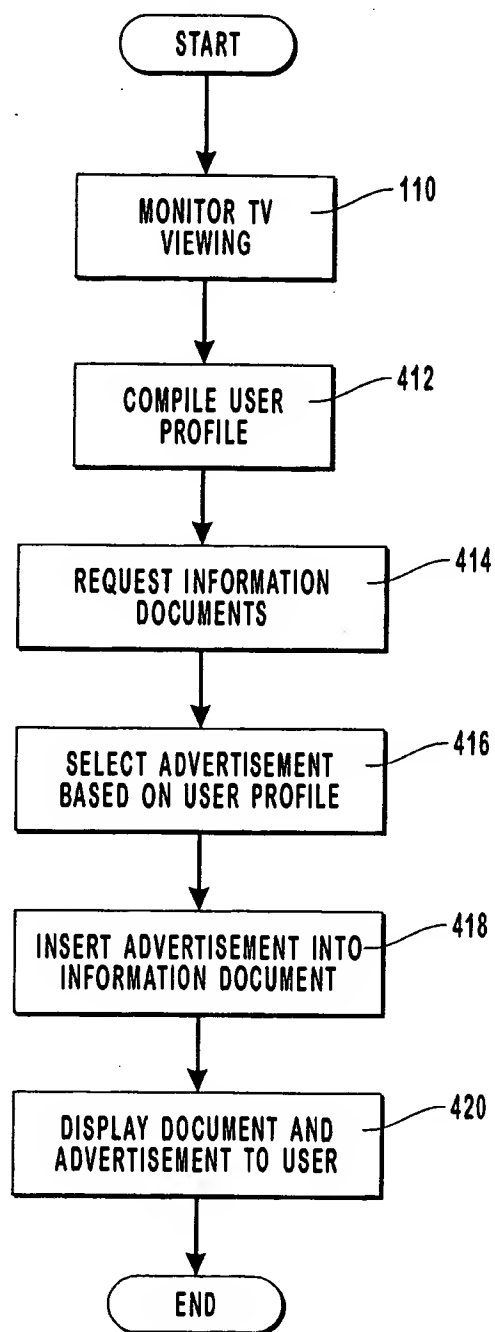 START
MONITOR TV
VIEWING
110
COMPILE USER
PROFILE
412
REQUEST INFORMATION
DOCUMENTS
414
SELECT ADVERTISEMENT
BASED ON USER PROFILE
416
INSERT ADVERTISEMENT INTO
INFORMATION DOCUMENT
418
DISPLAY DOCUMENT AND
ADVERTISEMENT TO USER
420
END